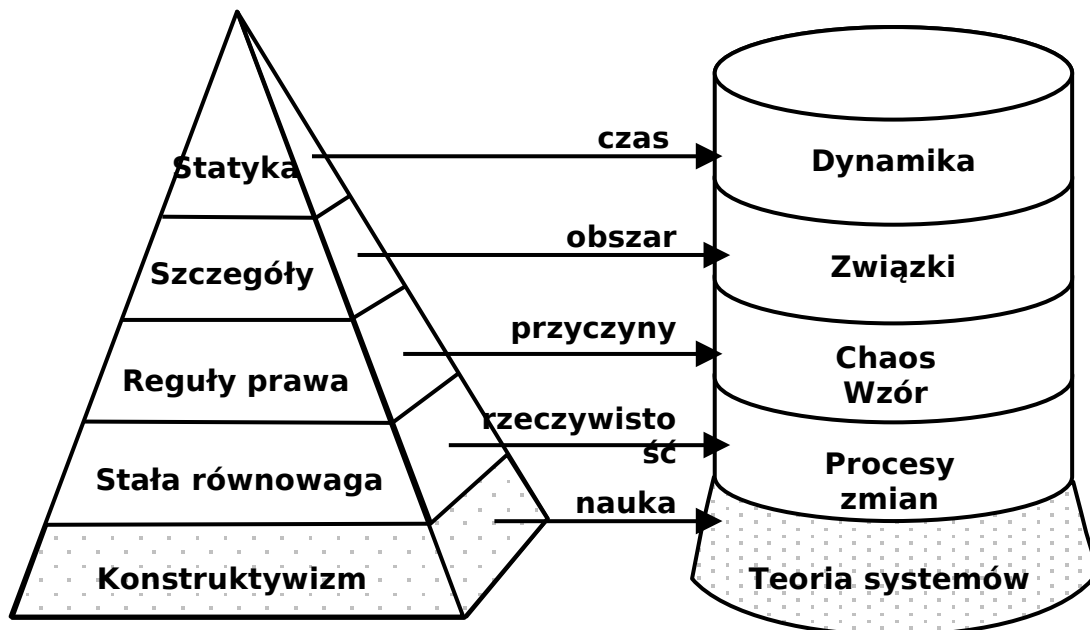 Statyka
czas
Dynamika
Szczegóły
obszar
Związki
Reguły prawa
przyczyny
Chaos
Wzór
Stała równowaga
rzeczywisto
ść
Procesy
zmian
Konstruktywizm
nauka
Teoria systemów